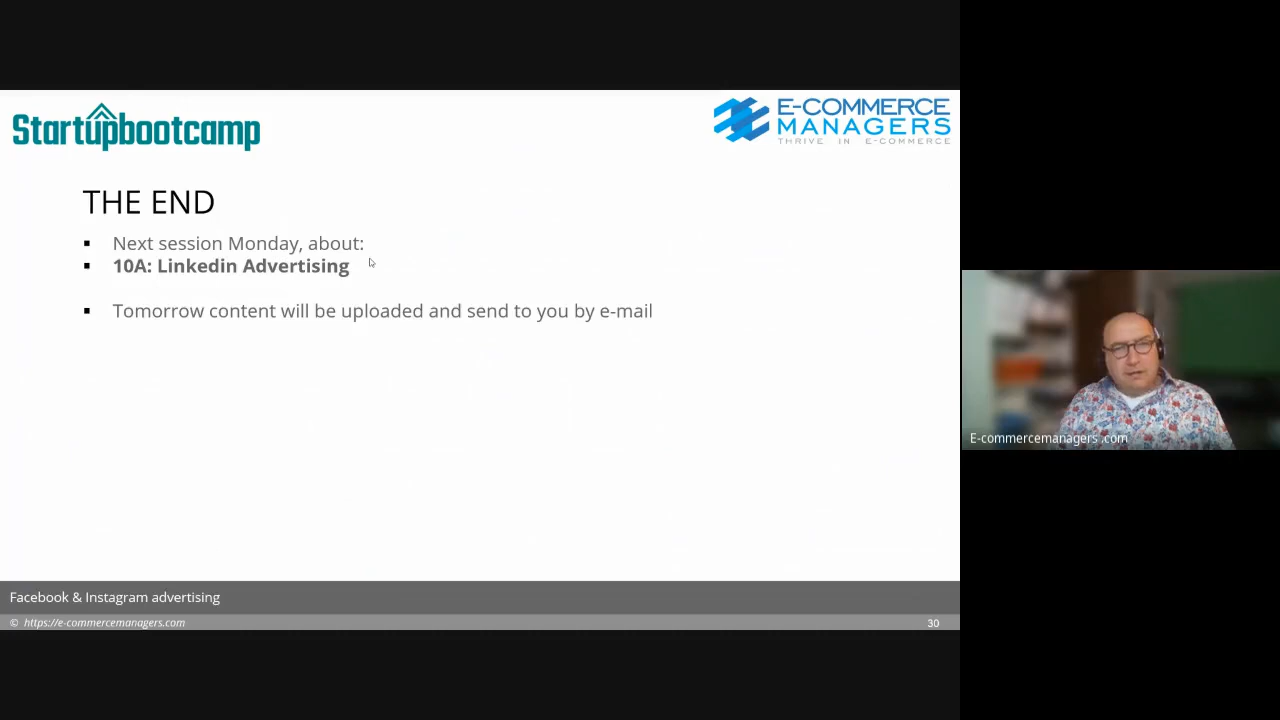 Startupbootcamp
E-COMMERCE
MANAGERS
THRIVE IN E-COMMERCE
THE END
▪ Next session Monday, about:
▪ 10A: Linkedin Advertising
▪ Tomorrow content will be uploaded and send to you by e-mail
E-commercemanagers .com
Facebook & Instagram advertising
© https://e-commercemanagers.com
30